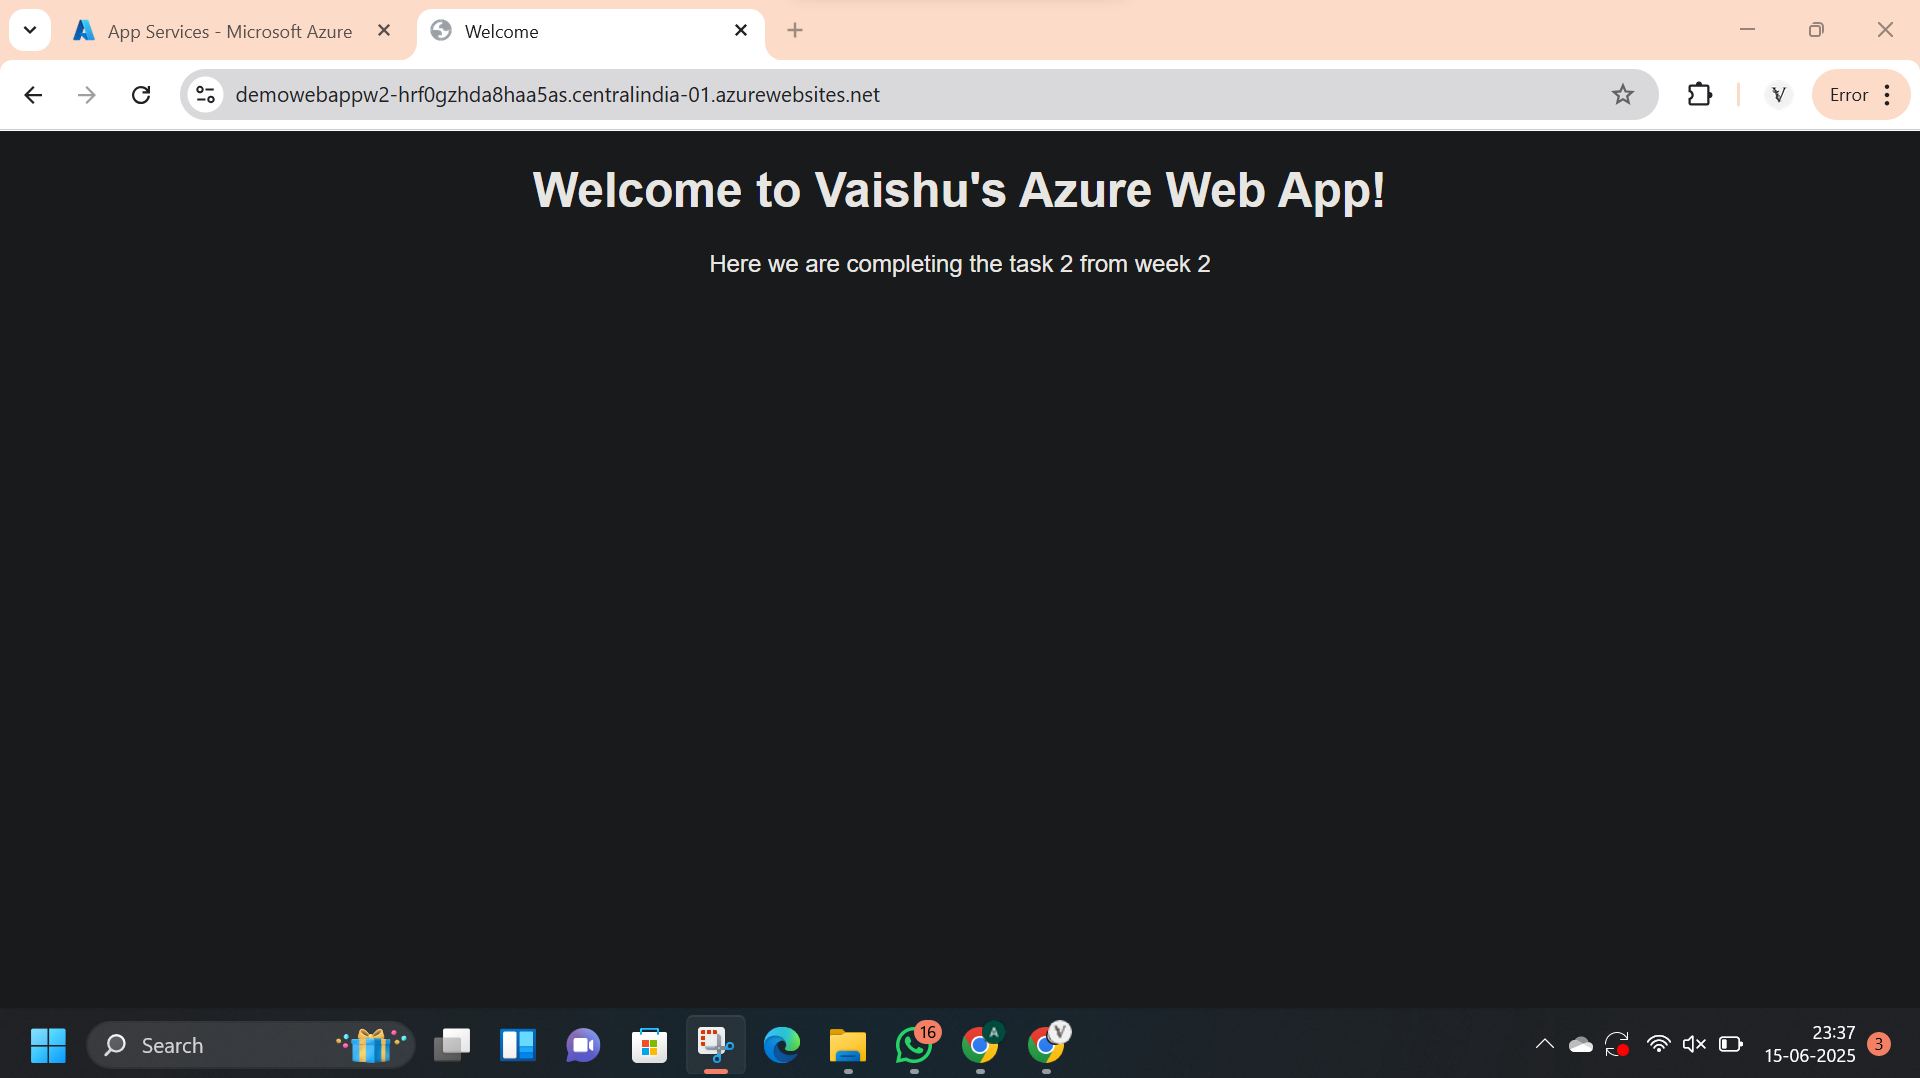 App Services - Microsoft Azure
Welcome
demowebappw2-hrf0gzhda8haa5as.centralindia-01.azurewebsites.net
V
Error
Welcome to Vaishu's Azure Web App!
Here we are completing the task 2 from week 2
Search
16
A
V
23:37
15-06-2025
3